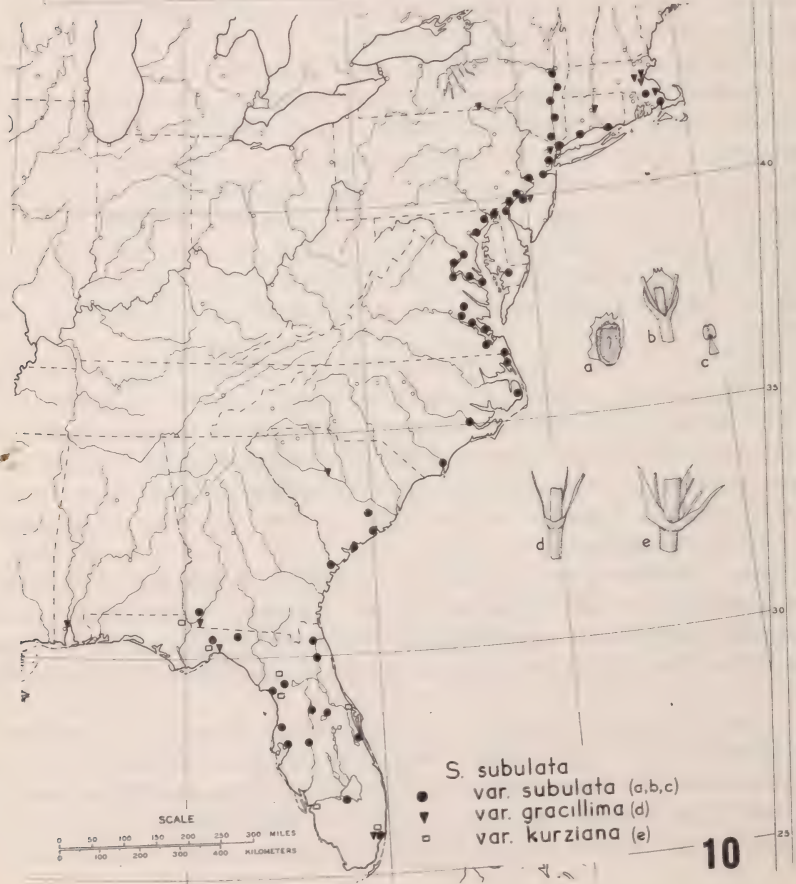 40
a
b
c
35
d
e
30
S. subulata
var. subulata (a,b,c)
var. gracillima (d)
var. kurziana (e)
SCALE
0 50 100 150 200 250 300 MILES
0 100 200 300 400 KILOMETERS
25
10